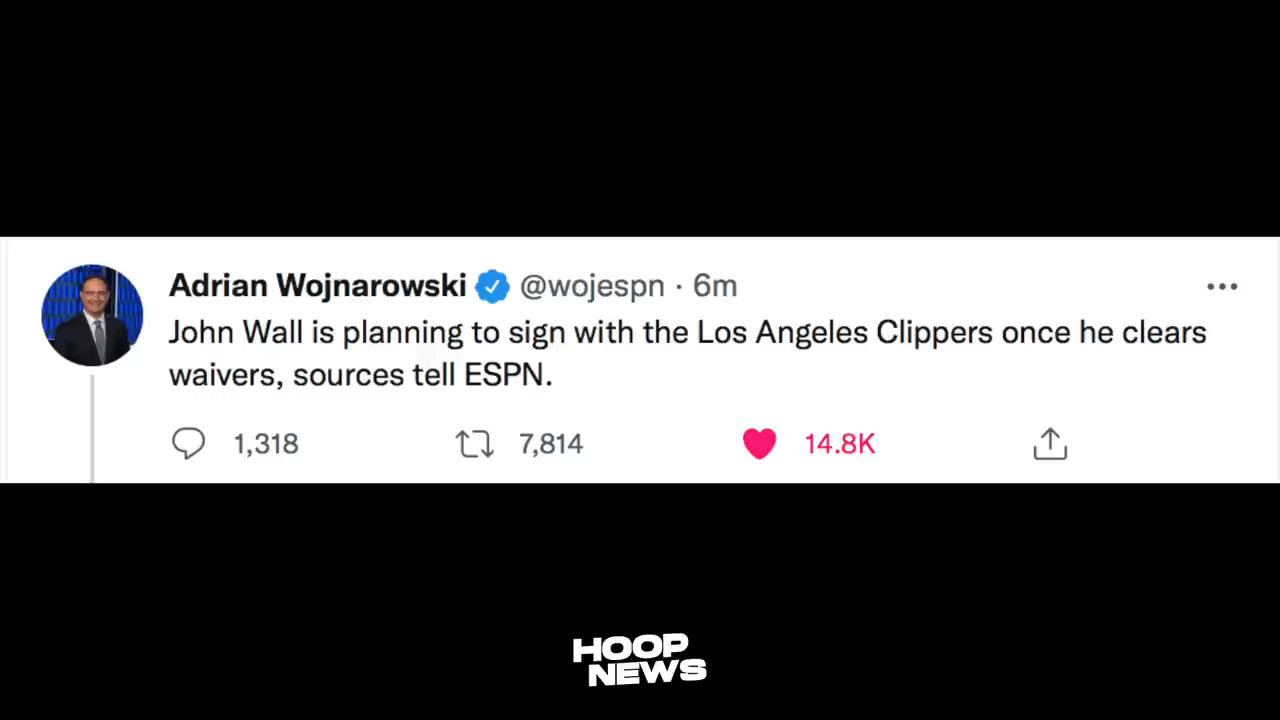 Adrian Wojnarowski @wojespn · 6m
John Wall is planning to sign with the Los Angeles Clippers once he clears
waivers, sources tell ESPN.
1,318 7,814 14.8K
HOOP
NEWS